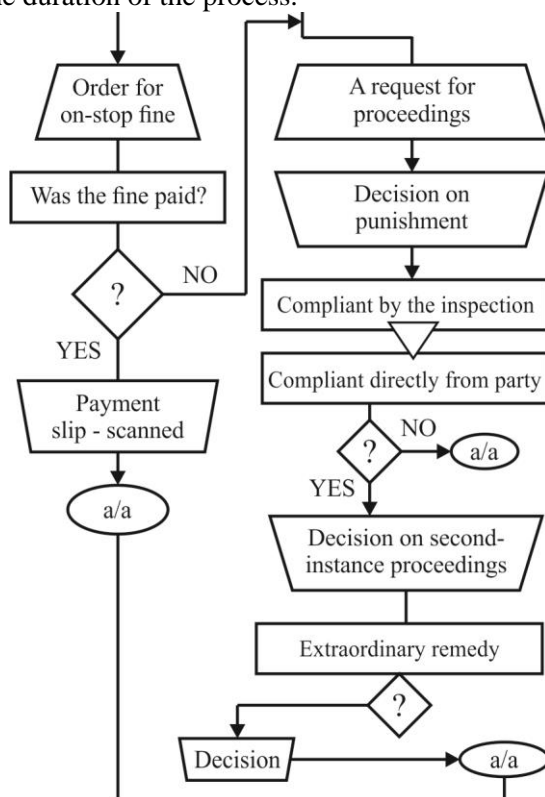 the duration of the process.
Order for
on-stop fine
Was the fine paid?
?
NO
YES
Payment
slip - scanned
a/a
A request for
proceedings
Decision on
punishment
Compliant by the inspection
Compliant directly from party
?
NO
a/a
YES
Decision on second-
instance proceedings
Extraordinary remedy
?
Decision
a/a